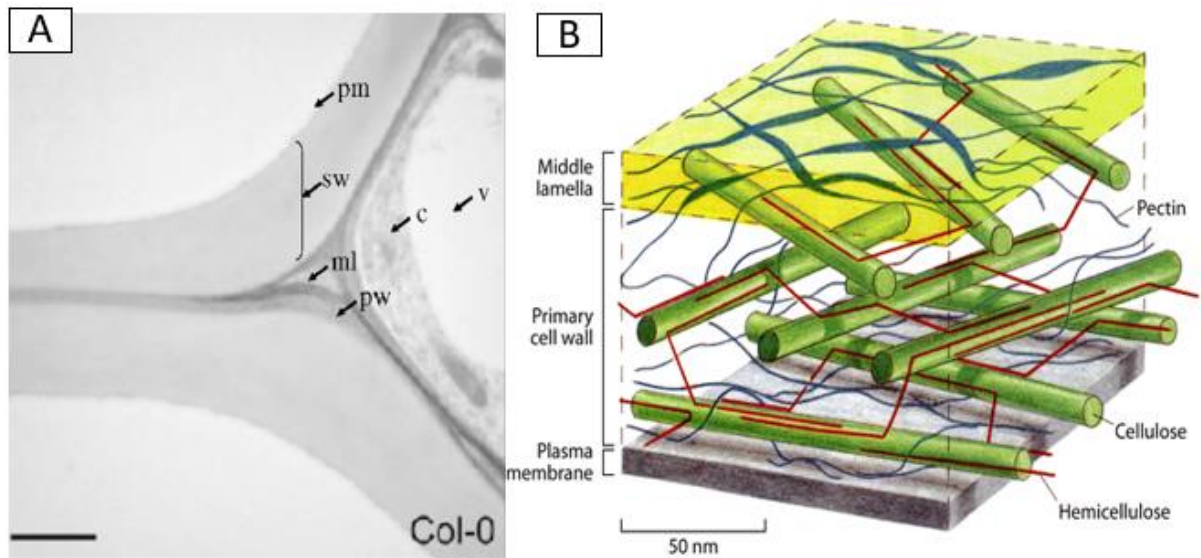 A
pm
sw
c
v
ml
pw
Col-0
B
Middle
lamella
Pectin
Primary
cell wall
Cellulose
Plasma
membrane
Hemicellulose
50 nm